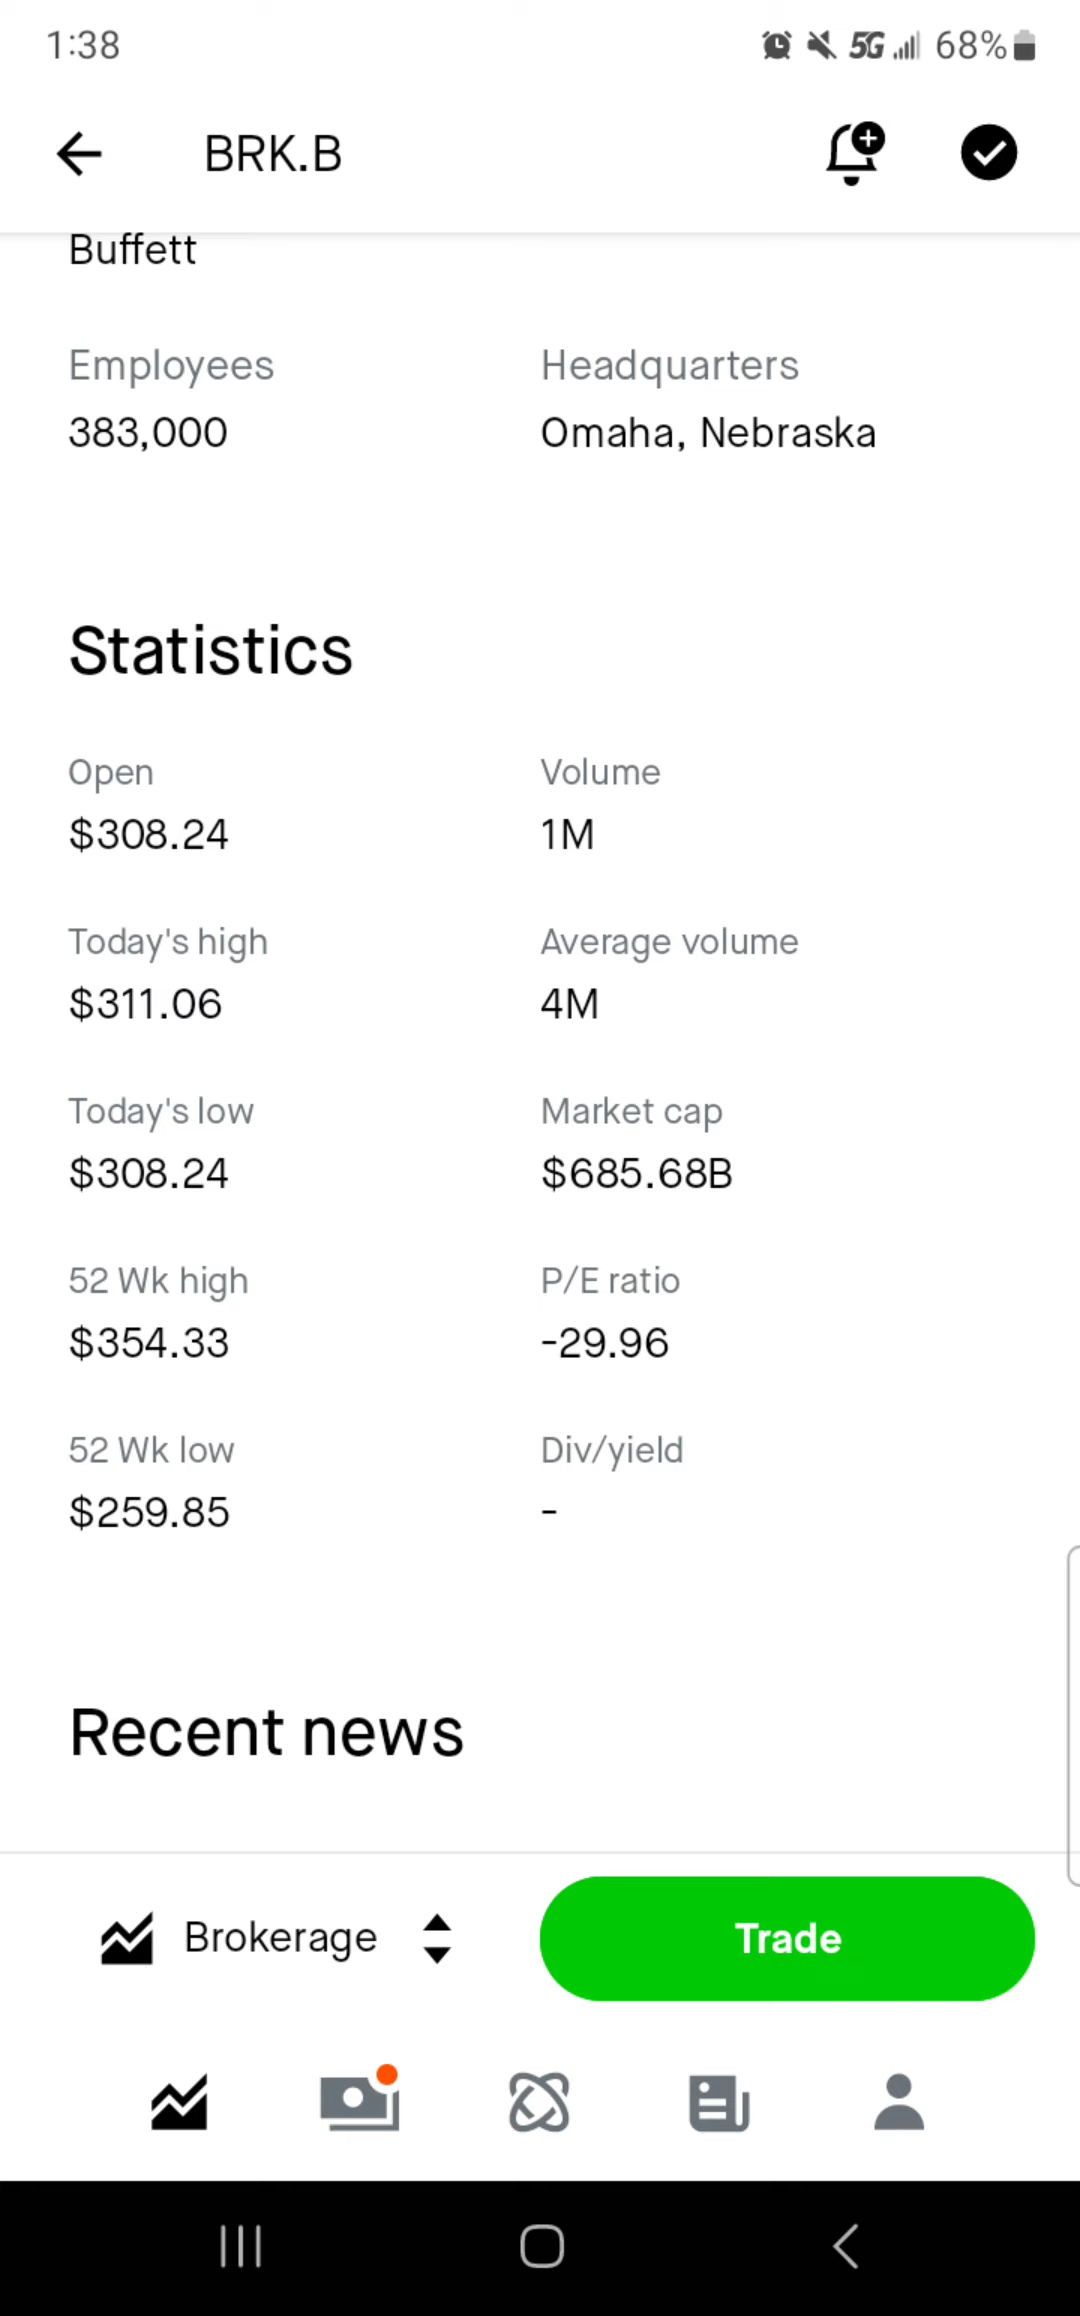 1:38
5G 68%
BRK.B
Buffett
Employees Headquarters
383,000 Omaha, Nebraska
Statistics
Open Volume
$308.24 1M
Today's high Average volume
$311.06 4M
Today's low Market cap
$308.24 $685.68B
52 Wk high P/E ratio
$354.33 -29.96
52 Wk low Div/yield
$259.85 -
Recent news
Brokerage Trade